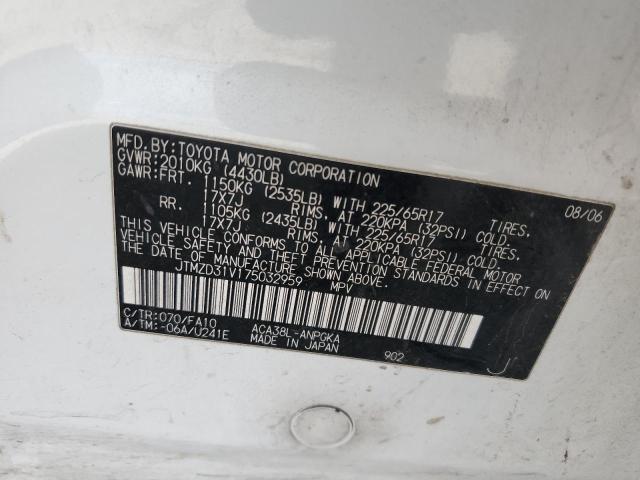 MFD.BY:TOYOTA MOTOR CORPORATION 08/06
GVWR:2010KG (4430LB)
GAWR:FRT. 1150KG (2535LB) WITH 225/65R17 TIRES,
17X7J RIMS, AT 220KPA (32PSI) COLD.
RR. 1105KG (2435LB) WITH 225/65R17 TIRES,
17X7J RIMS, AT 220KPA (32PSI) COLD.
THIS VEHICLE CONFORMS TO ALL APPLICABLE FEDERAL MOTOR
VEHICLE SAFETY AND THEFT PREVENTION STANDARDS IN EFFECT ON
THE DATE OF MANUFACTURE SHOWN ABOVE.
JTMZD31V175032959 MPV
C/TR:070/FA10 ACA38L-ANPGKA
A/TM:-06A/U241E MADE IN JAPAN 902 J